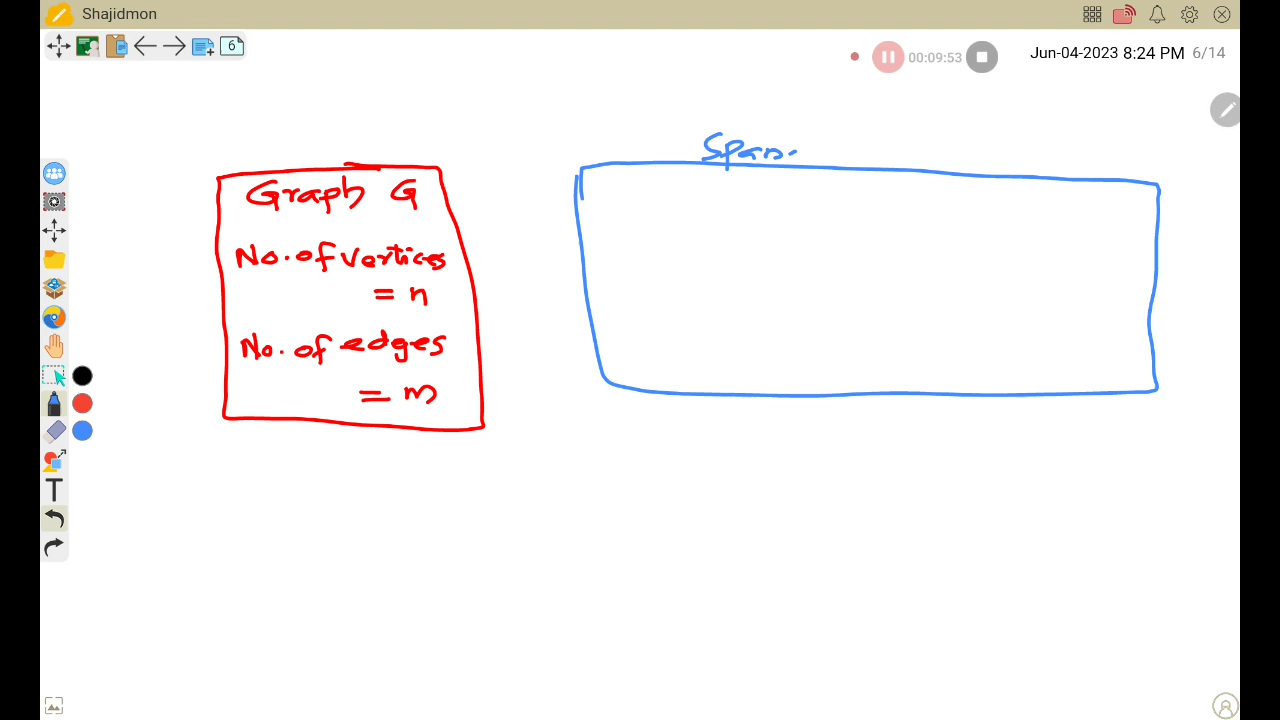 Shajidmon
6
00:09:53
Jun-04-2023 8:24 PM 6/14
Span
Graph G
No. of vertices
= n
No. of edges
= m
T